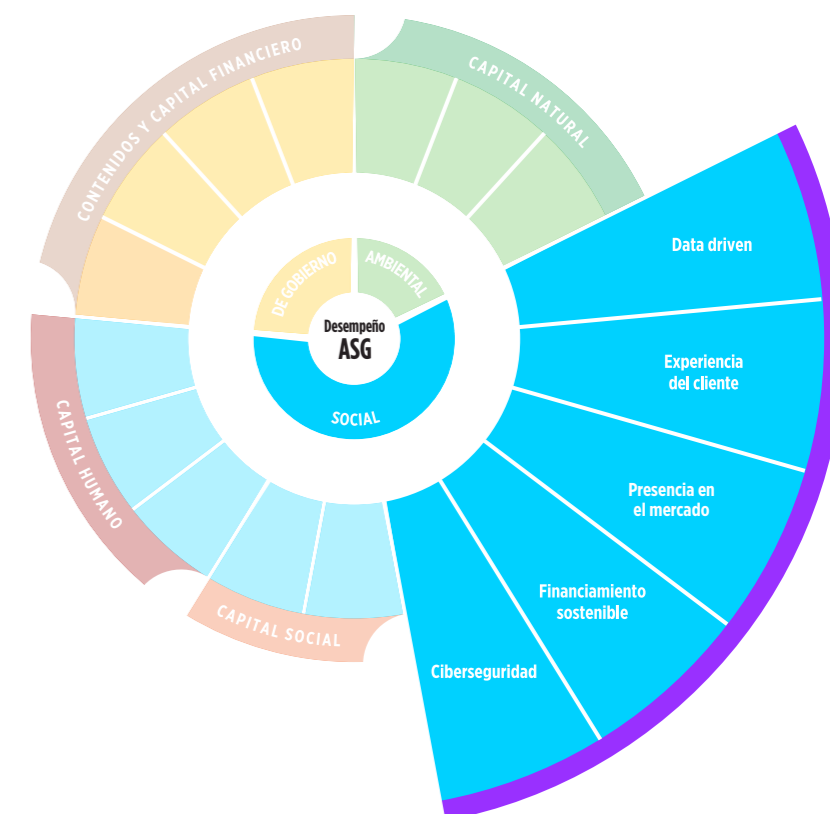 CONTENIDOS Y CAPITAL FINANCIERO
CAPITAL NATURAL
Data driven
Experiencia
del cliente
Presencia en
el mercado
Financiamiento
sostenible
Ciberseguridad
CAPITAL SOCIAL
CAPITAL HUMANO
DE GOBIERNO
AMBIENTAL
Desempeño
ASG
SOCIAL